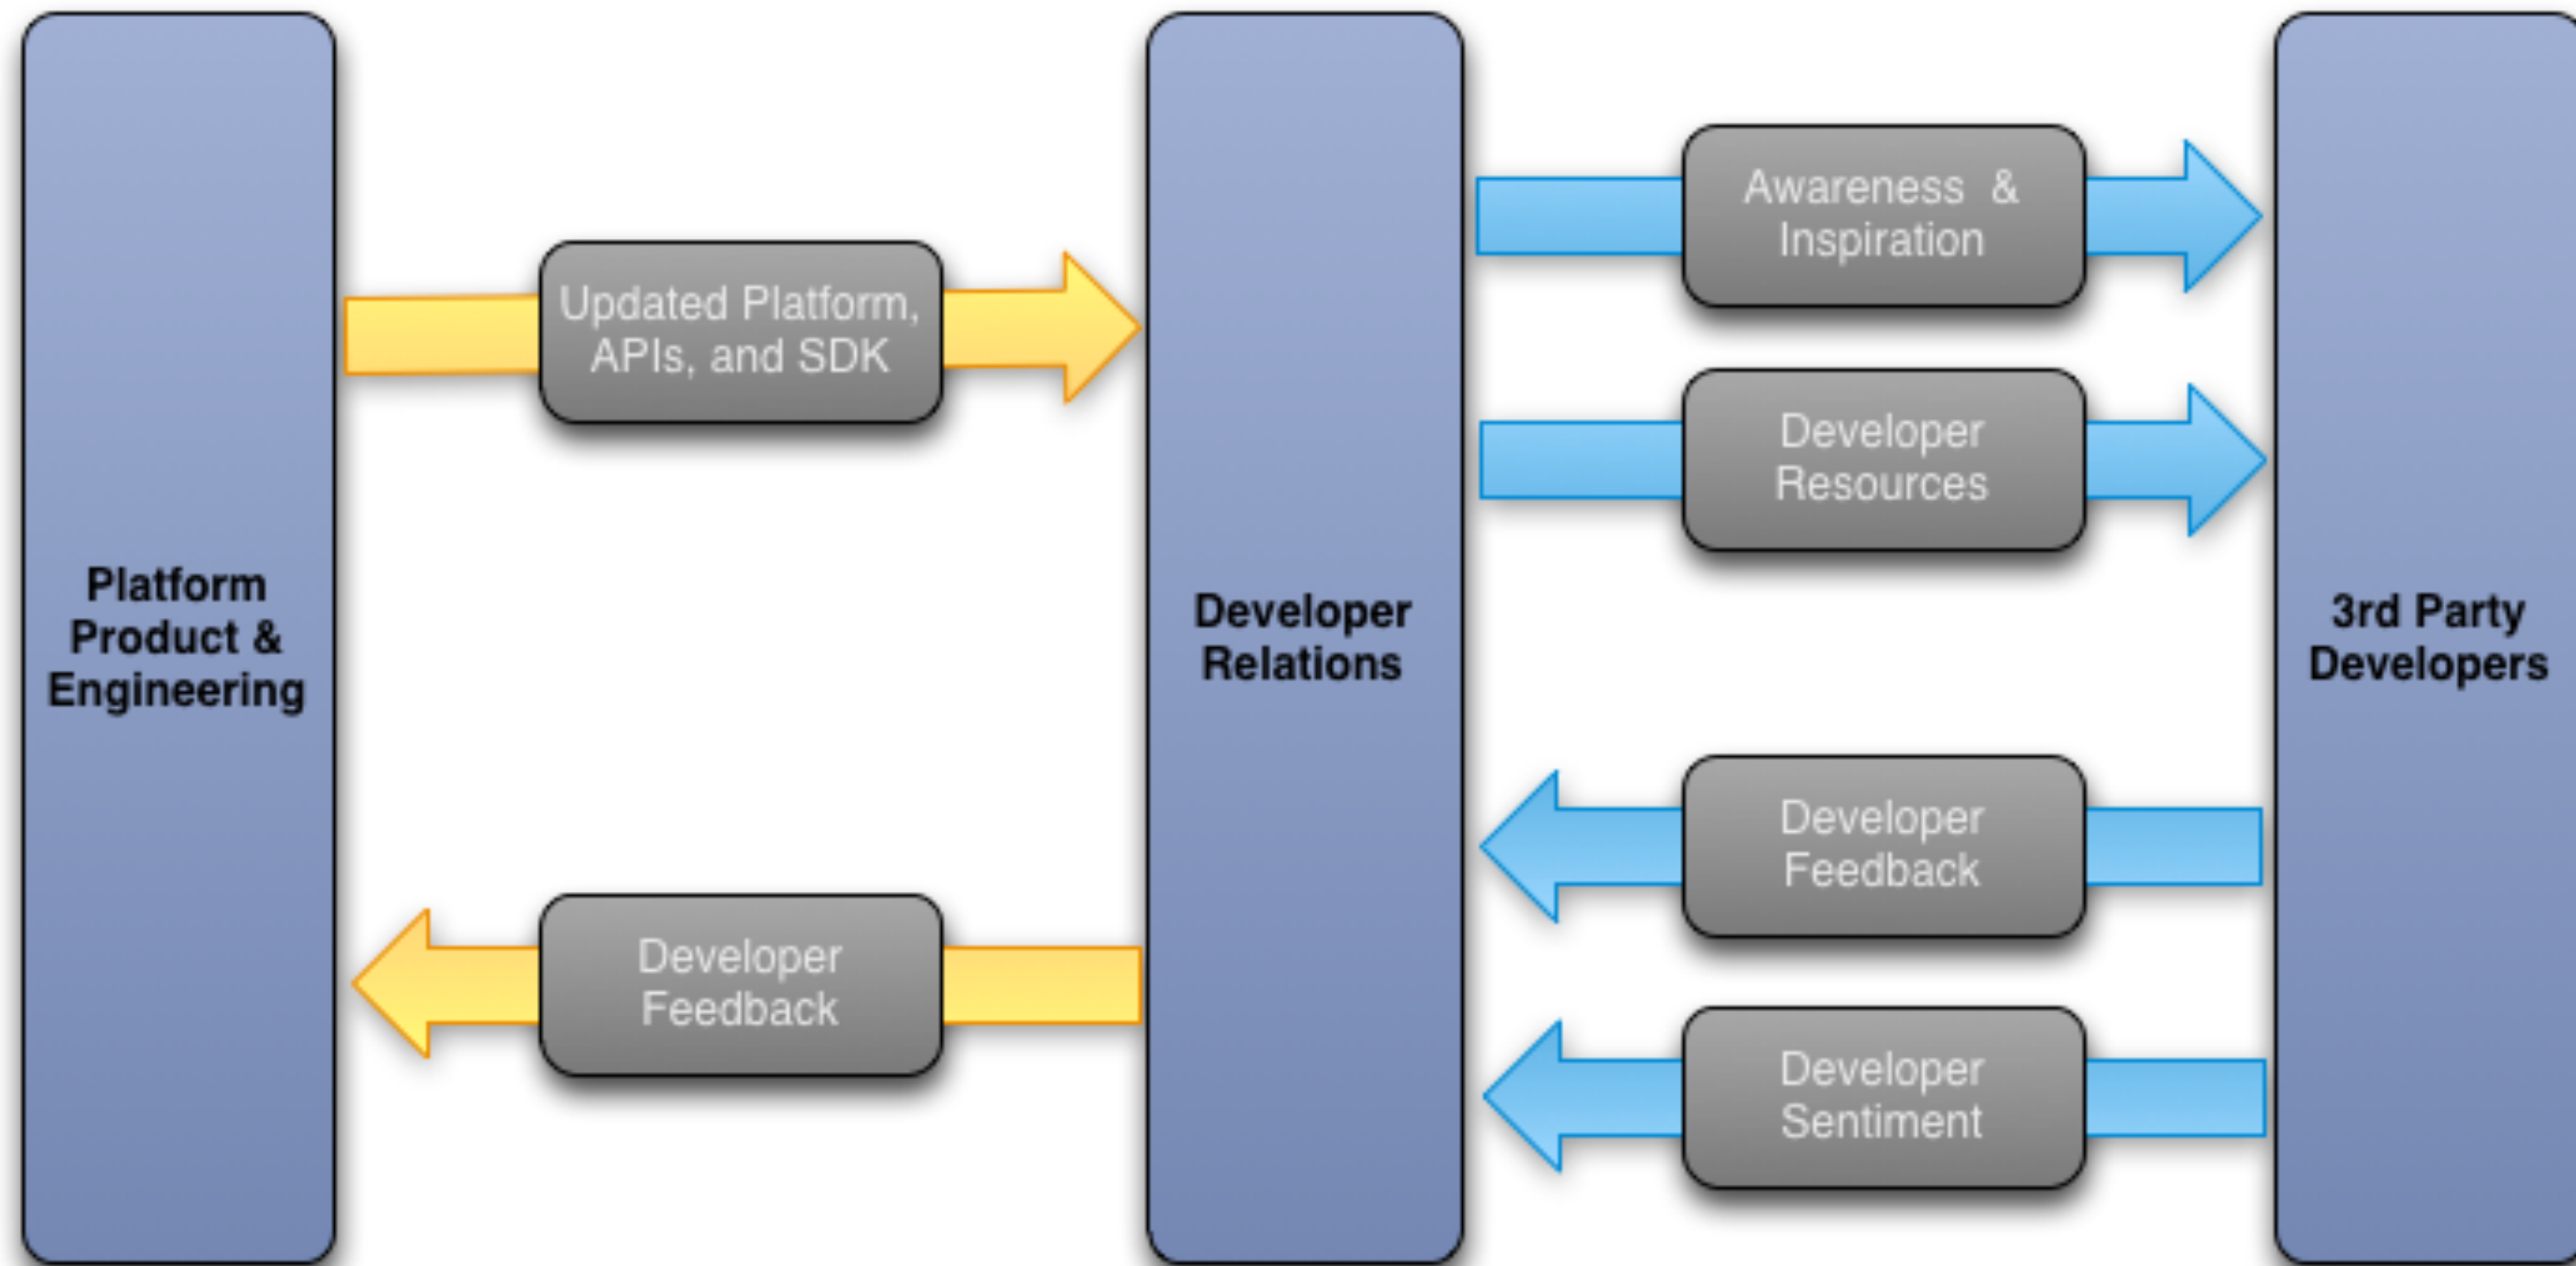 Platform
Product &
Engineering
Updated Platform,
APIs, and SDK
Developer
Feedback
Developer
Relations
Awareness &
Inspiration
Developer
Resources
Developer
Feedback
Developer
Sentiment
3rd Party
Developers